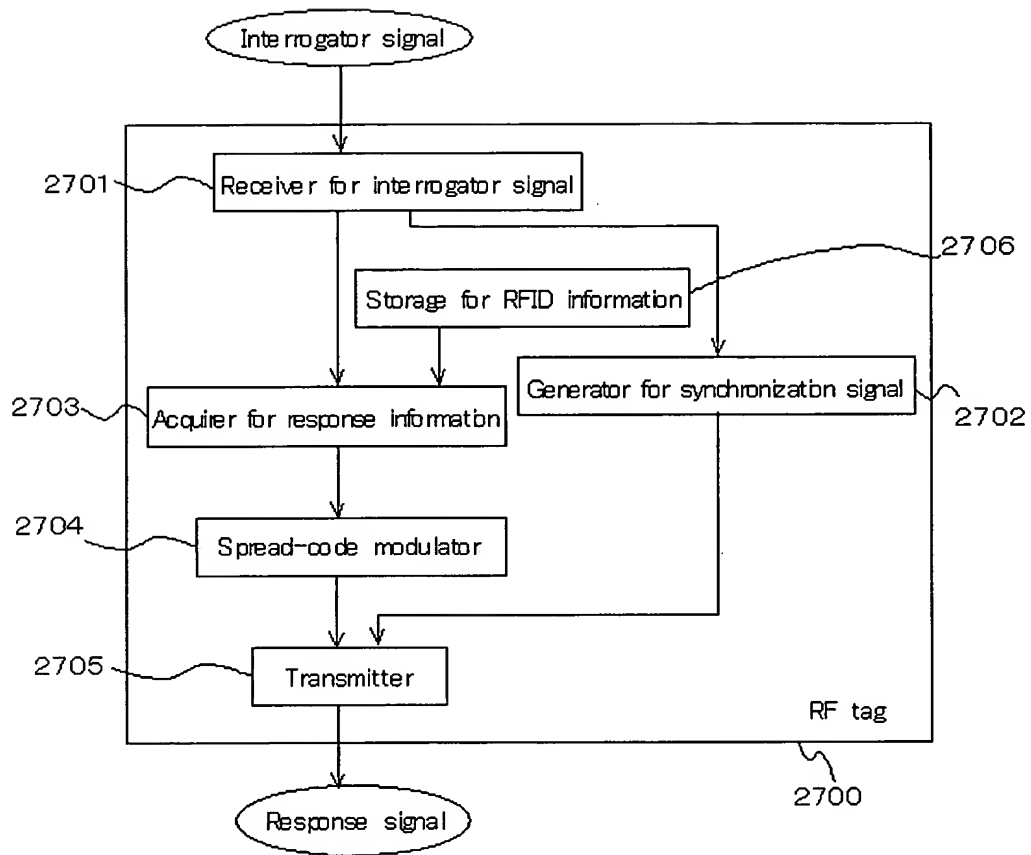 Interrogator signal
2701
Receiver for interrogator signal
2706
Storage for RFID information
2703
Acquirer for response information
Generator for synchronization signal
2702
2704
Spread-code modulator
2705
Transmitter
RF tag
2700
Response signal